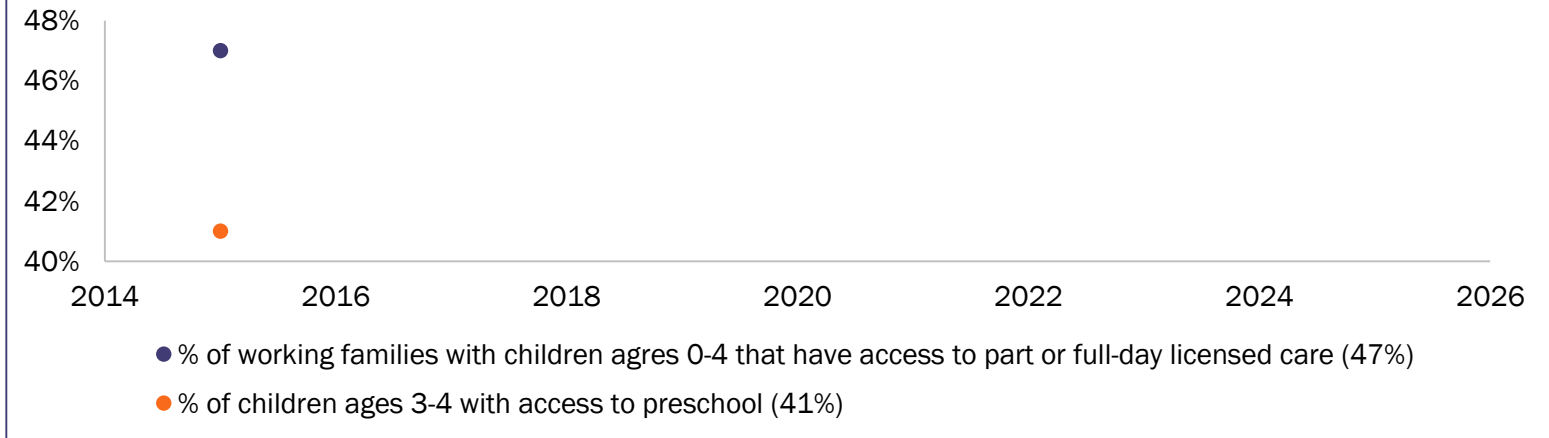 48%
46%
44%
42%
40%
2014 2016 2018 2020 2022 2024 2026
% of working families with children agres 0-4 that have access to part or full-day licensed care (47%)
% of children ages 3-4 with access to preschool (41%)